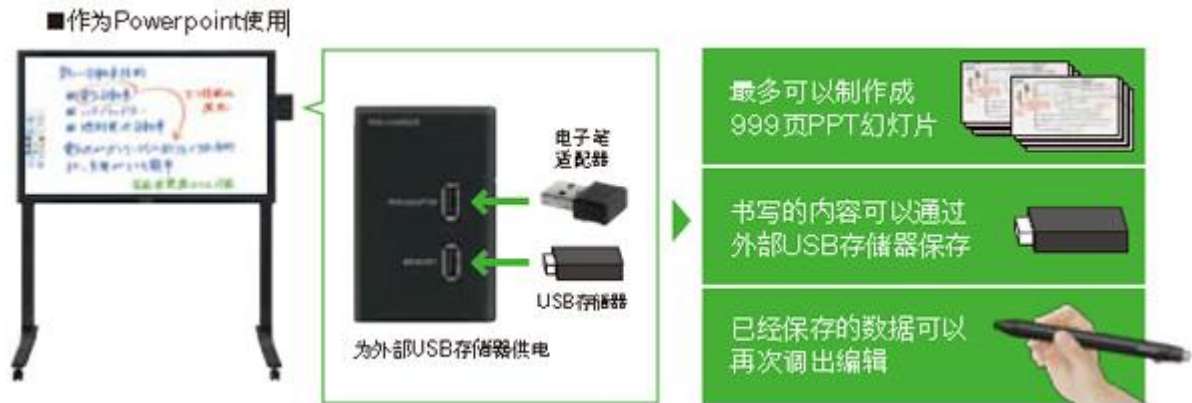 ■作为Powerpoint使用
电子笔
适配器
USB存储器
为外部USB存储器供电
最多可以制作成
999页PPT幻灯片
书写的内容可以通过
外部USB存储器保存
已经保存的数据可以
再次调出编辑